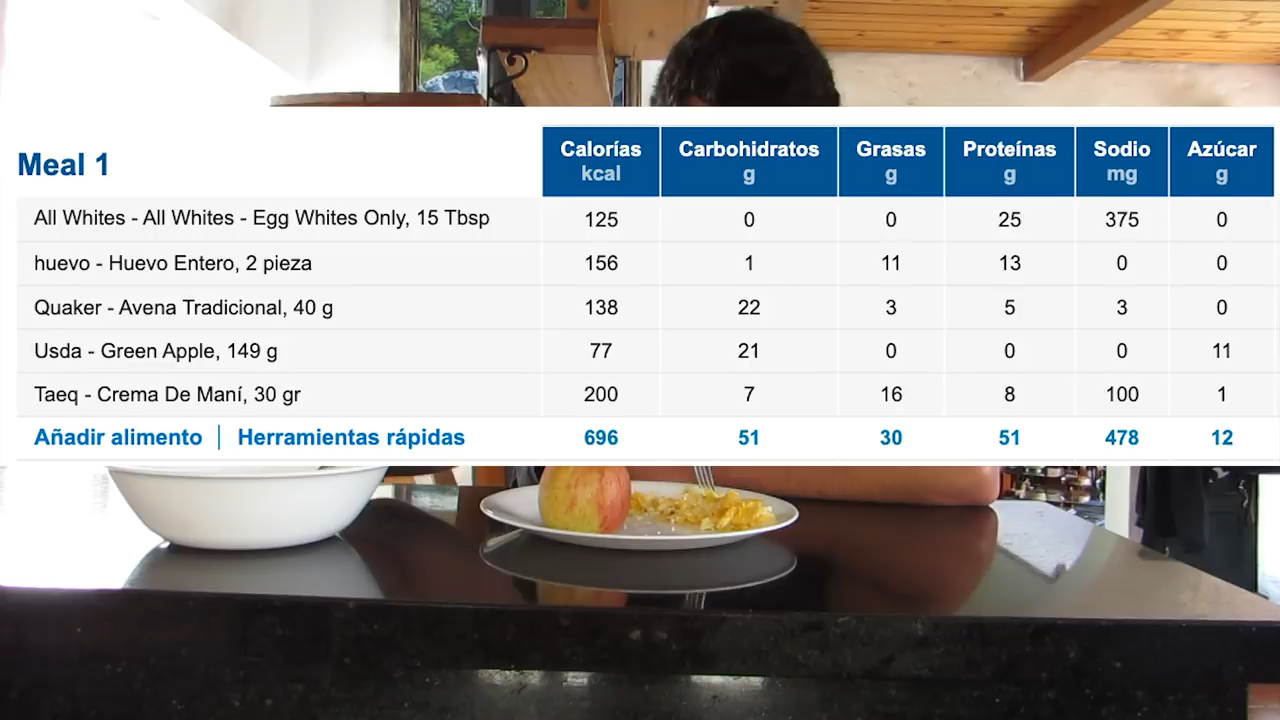 Meal 1 Calorías Carbohidratos Grasas Proteínas Sodio Azúcar
kcal g g g mg g
All Whites - All Whites - Egg Whites Only, 15 Tbsp 125 0 0 25 375 0
huevo - Huevo Entero, 2 pieza 156 1 11 13 0 0
Quaker - Avena Tradicional, 40 g 138 22 3 5 3 0
Usda - Green Apple, 149 g 77 21 0 0 0 11
Taeq - Crema De Maní, 30 gr 200 7 16 8 100 1
Añadir alimento | Herramientas rápidas 696 51 30 51 478 12